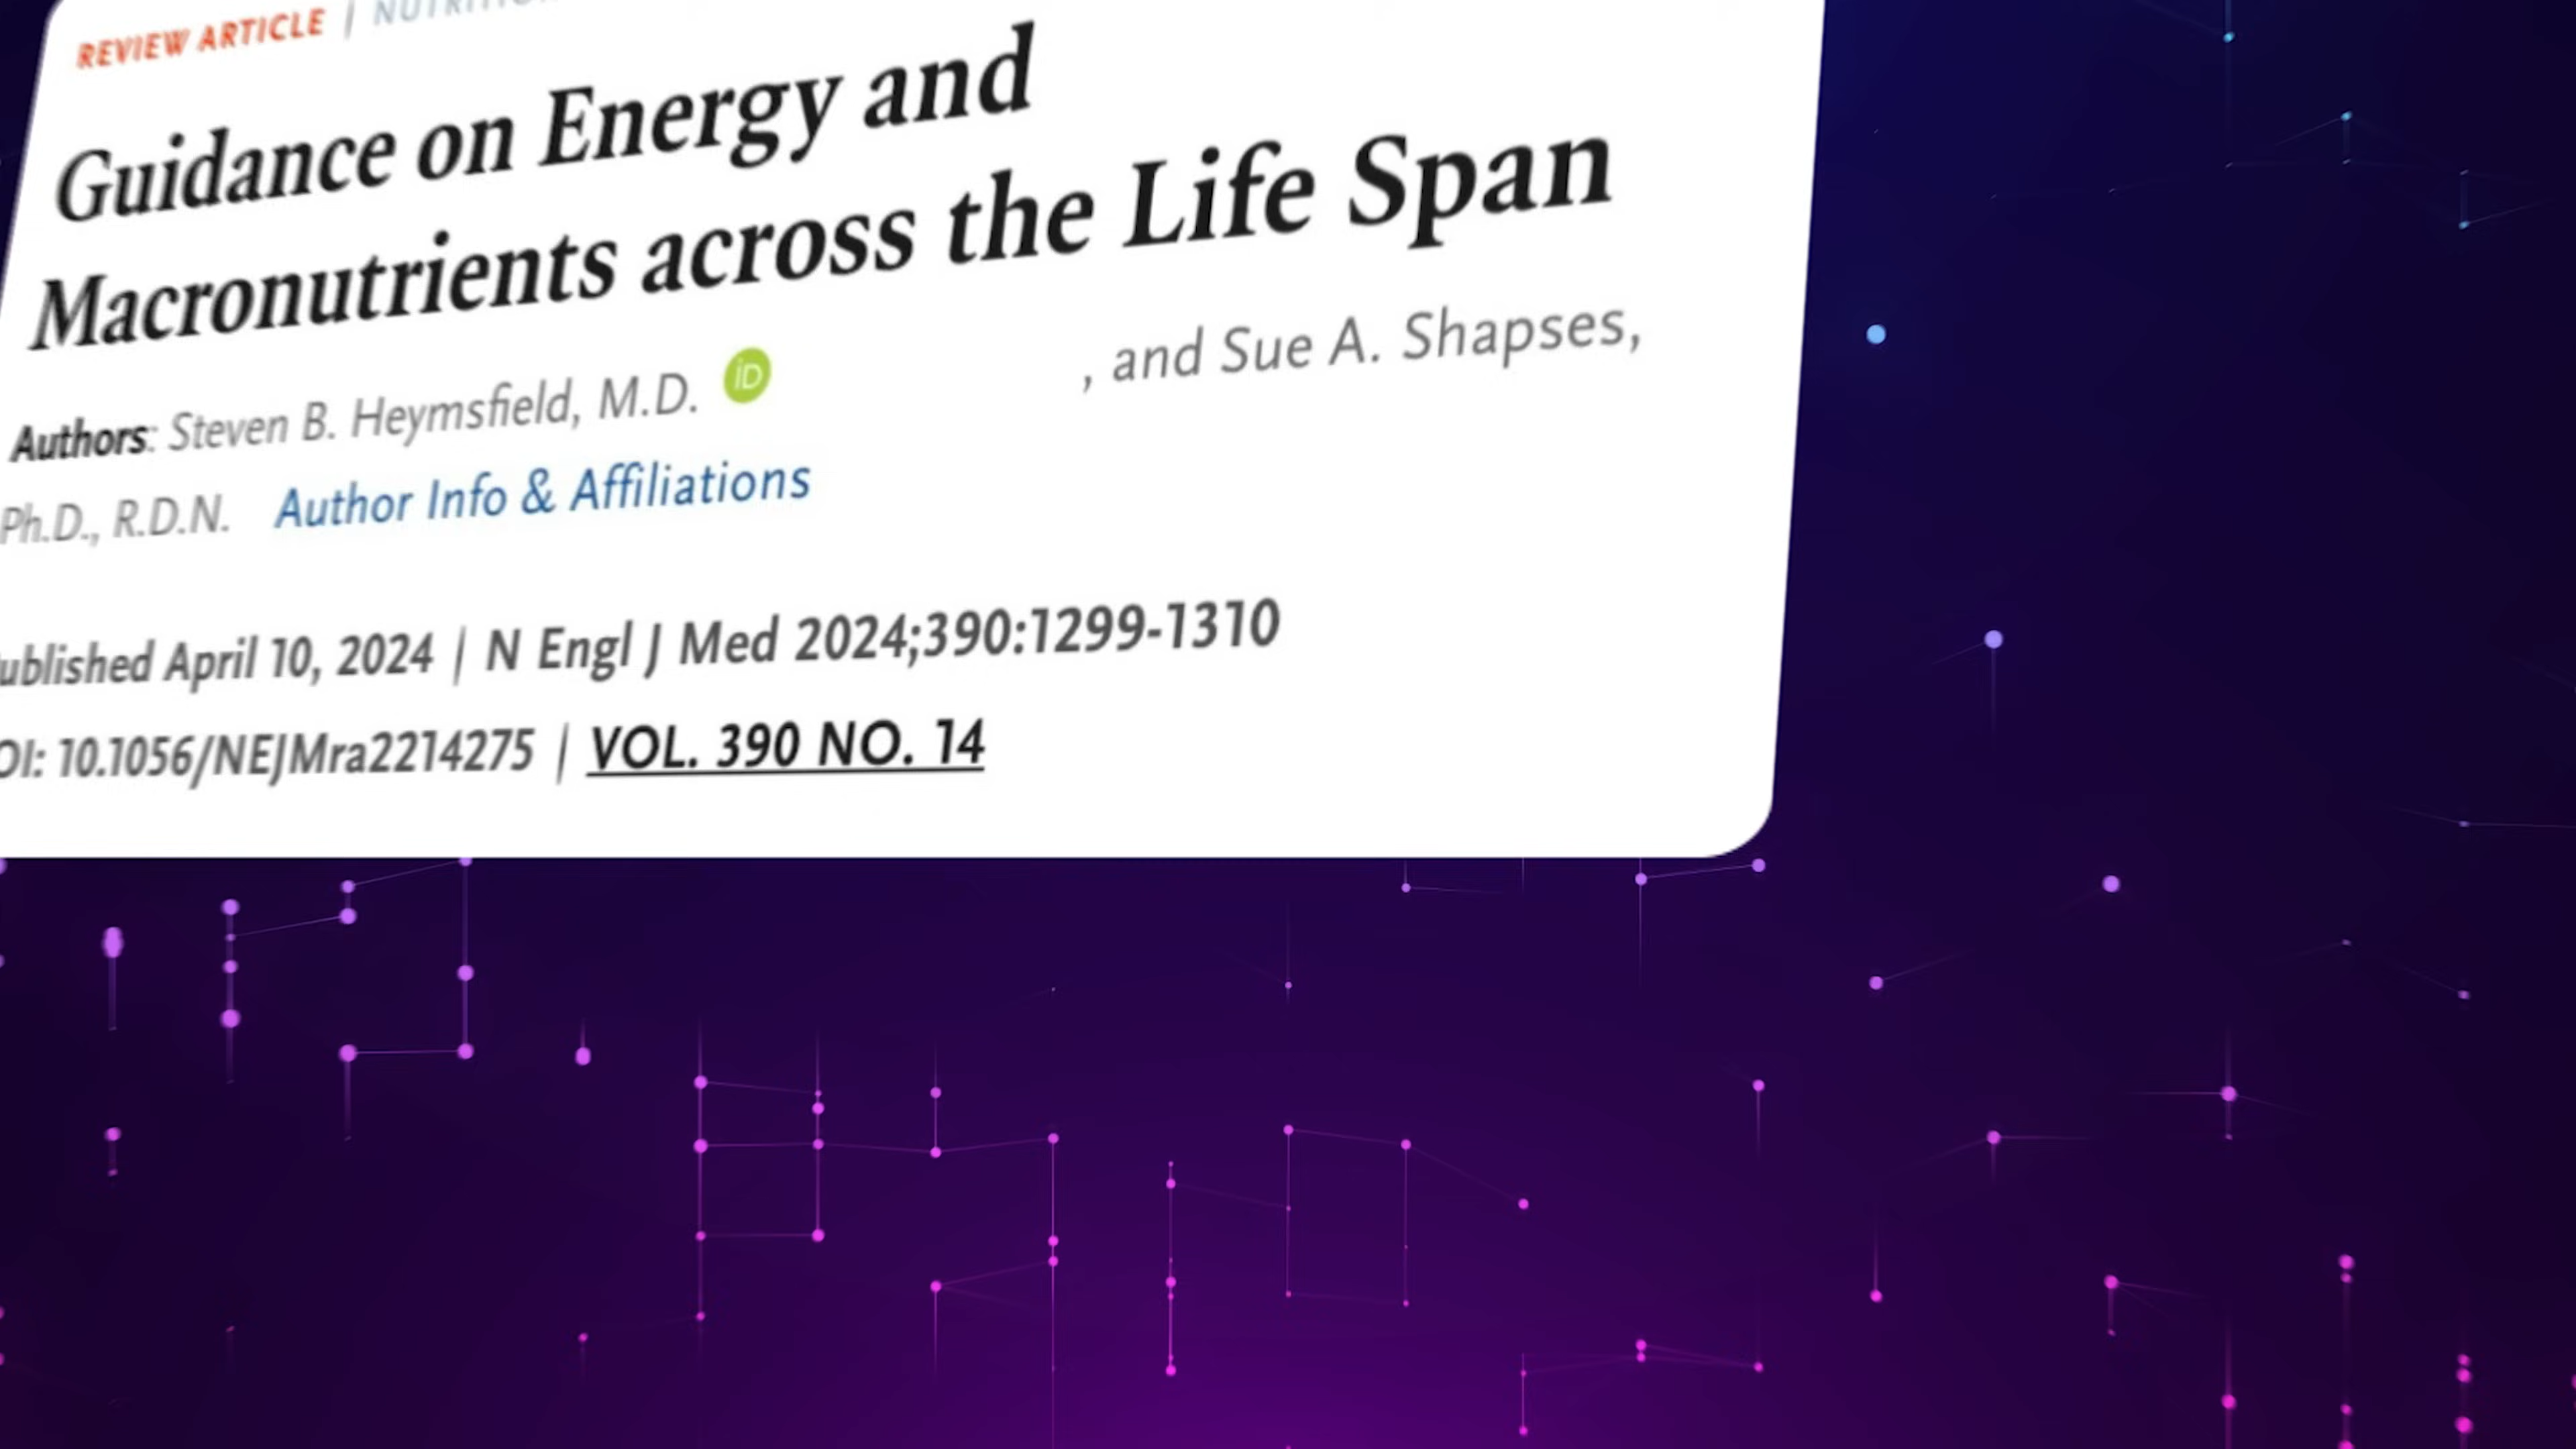 REVIEW ARTICLE |
Guidance on Energy and
Macronutrients across the Life Span
Authors: Steven B. Heymsfield, M.D. iD , and Sue A. Shapses,
Ph.D., R.D.N. Author Info & Affiliations
ublished April 10, 2024 | N Engl J Med 2024;390:1299-1310
OI: 10.1056/NEJMra2214275 | VOL. 390 NO. 14